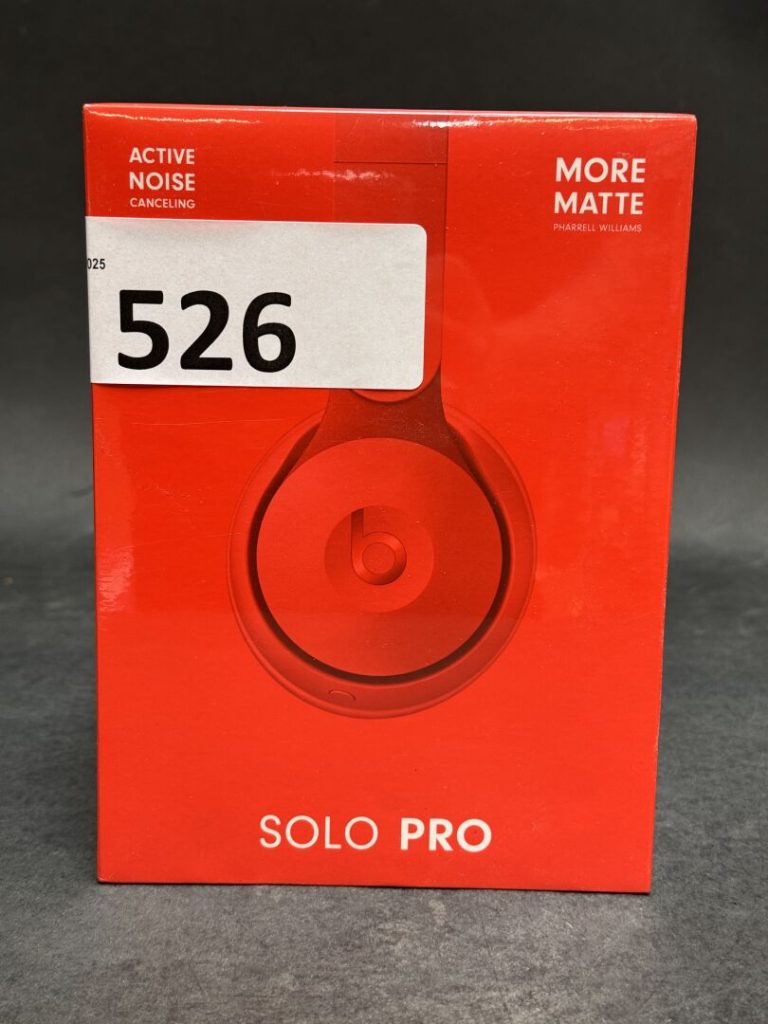 ACTIVE
NOISE
CANCELING
MORE
MATTE
PHARRELL WILLIAMS
025
526
b
SOLO PRO